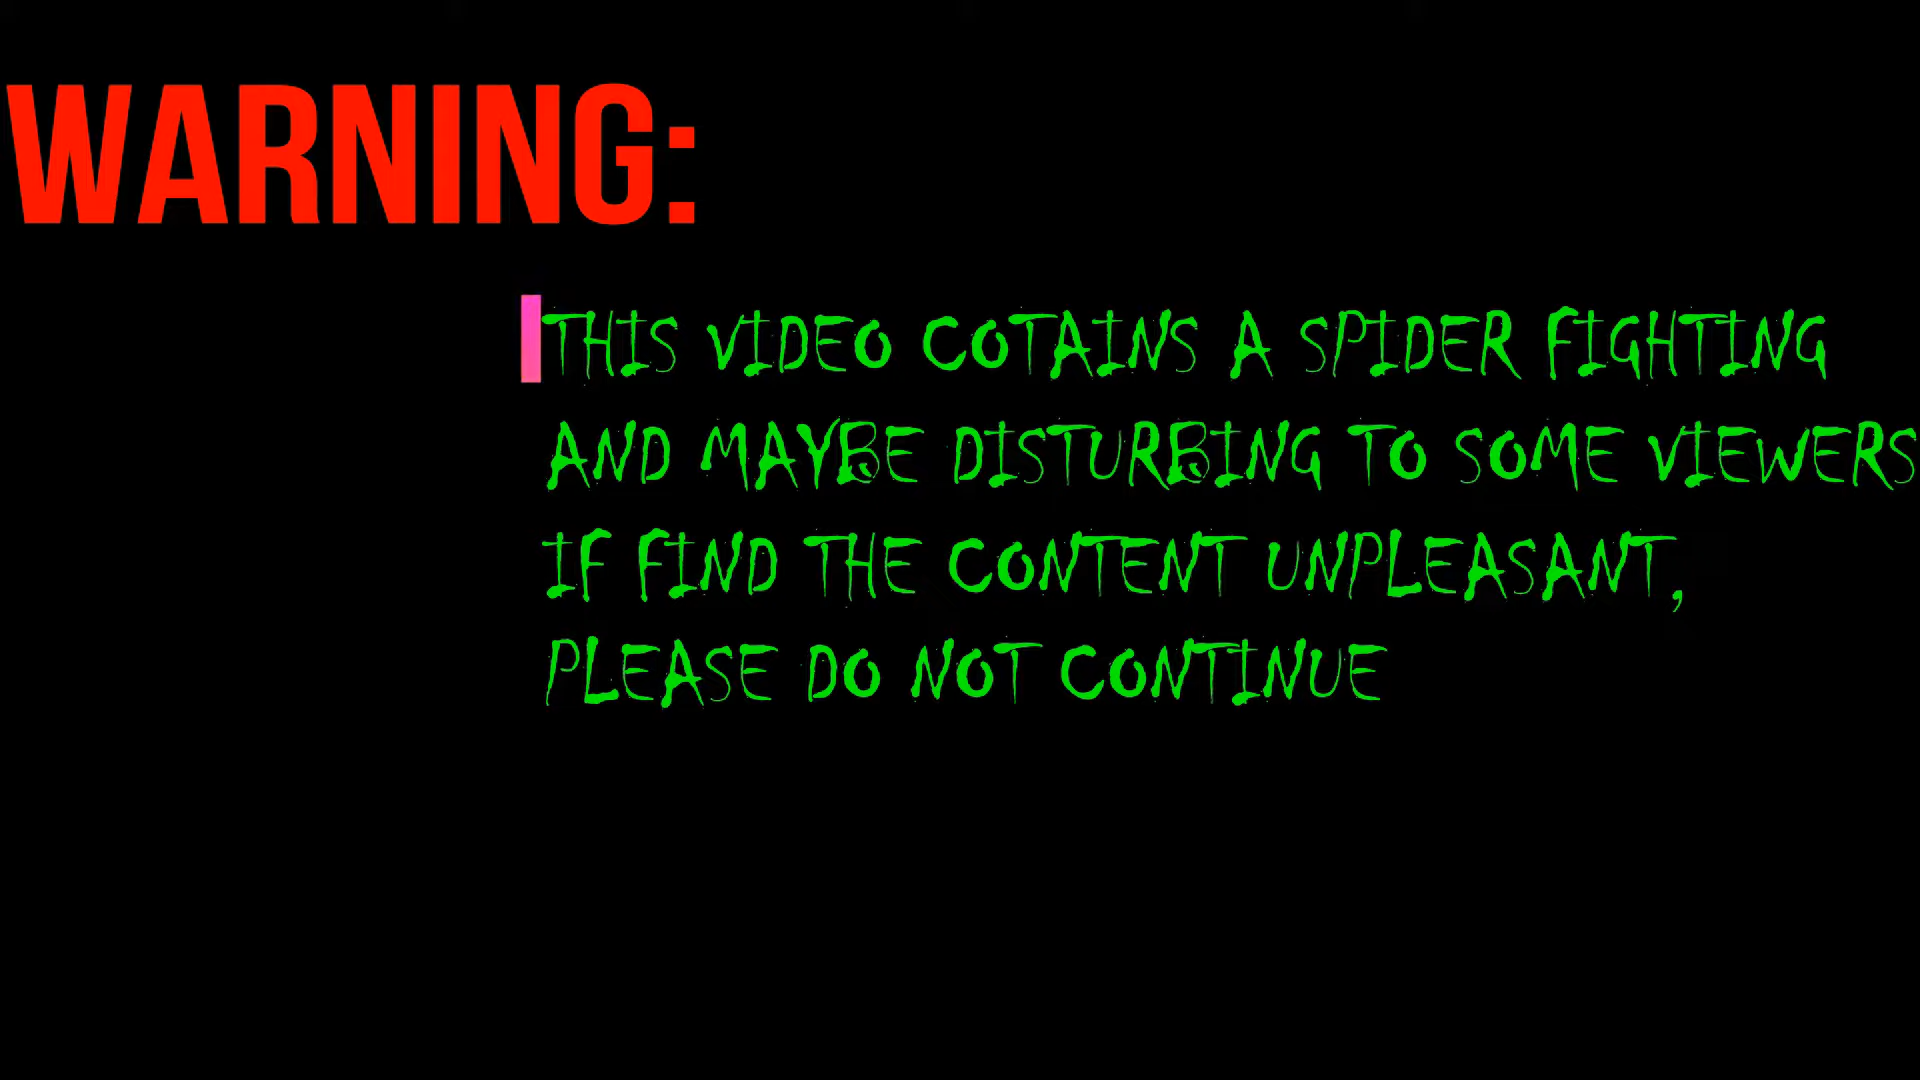 WARNING:
THIS VIDEO COTAINS A SPIDER FIGHTING
AND MAYBE DISTURBING TO SOME VIEWERS
IF FIND THE CONTENT UNPLEASANT,
PLEASE DO NOT CONTINUE